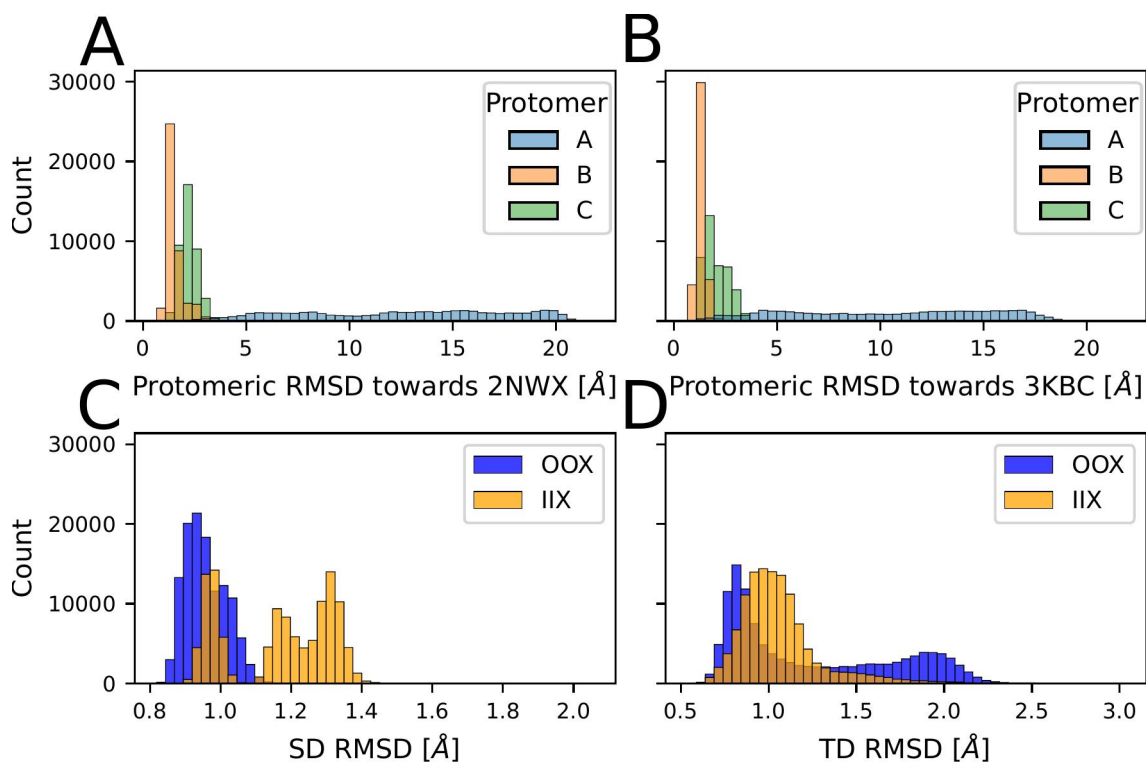 A
B
30000
20000
10000
0
Count
Protomer
A
B
C
Protomer
A
B
C
0 5 10 15 20
0 5 10 15 20
Protomeric RMSD towards 2NWX [Å]
Protomeric RMSD towards 3KBC [Å]
C
D
30000
20000
10000
0
Count
OOX
IIX
OOX
IIX
0.8 1.0 1.2 1.4 1.6 1.8 2.0
0.5 1.0 1.5 2.0 2.5 3.0
SD RMSD [Å]
TD RMSD [Å]